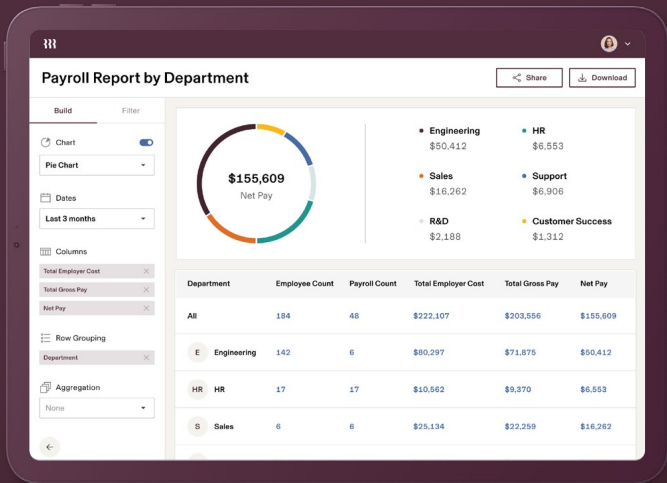 Payroll Report by Department
Share
Download
Build
Filter
Chart
Pie Chart
Dates
Last 3 months
Columns
Total Employer Cost
Total Gross Pay
Net Pay
Row Grouping
Department
Aggregation
None
$155,609
Net Pay
Engineering
$50,412
HR
$6,553
Sales
$16,262
Support
$6,906
R&D
$2,188
Customer Success
$1,312
Department Employee Count Payroll Count Total Employer Cost Total Gross Pay Net Pay
All 184 48 $222,107 $203,556 $155,609
E Engineering 142 6 $80,297 $71,875 $50,412
HR HR 17 17 $10,562 $9,370 $6,553
S Sales 6 6 $25,134 $22,259 $16,262